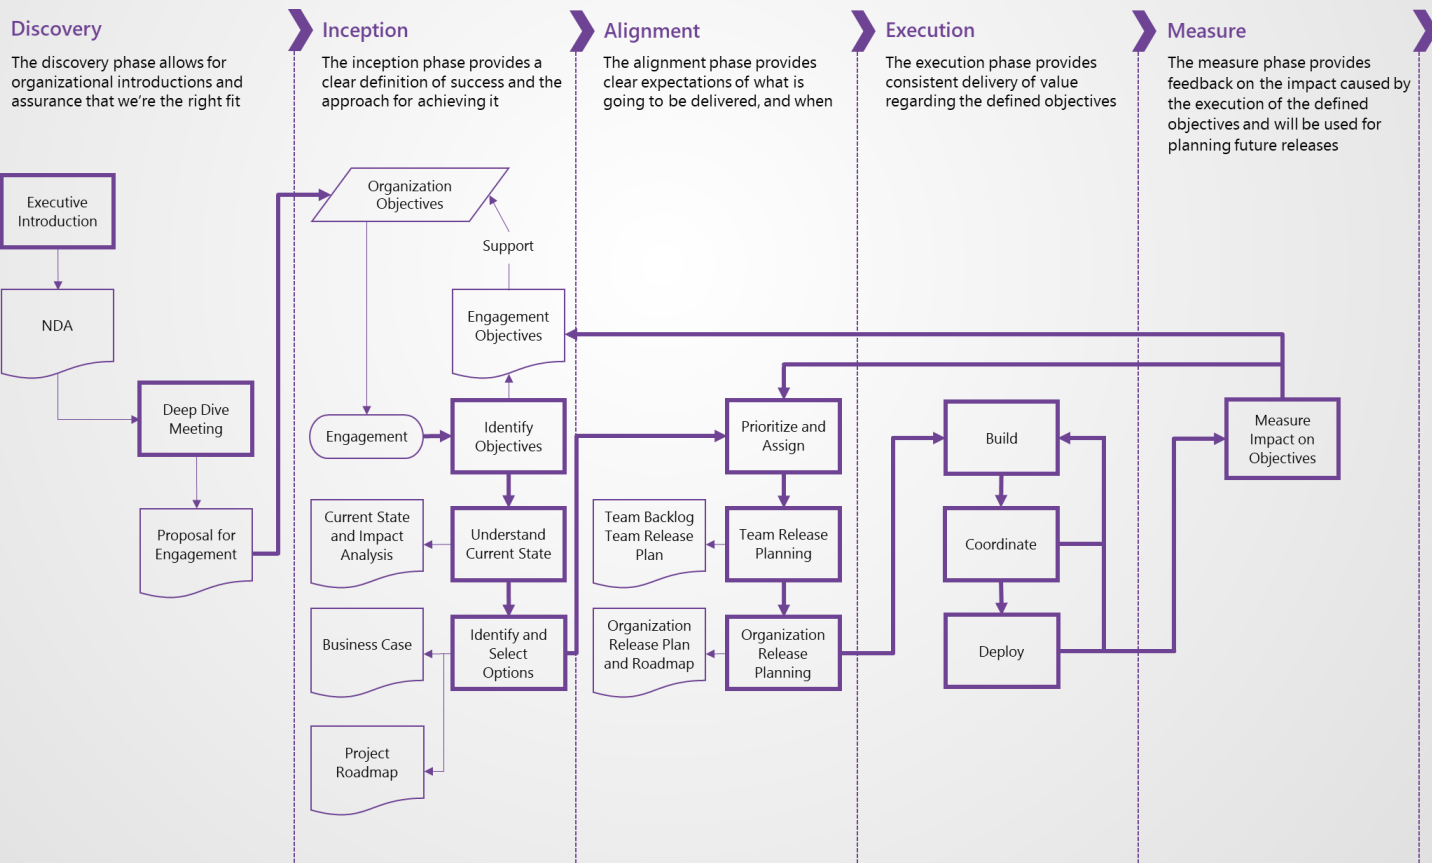 Discovery
The discovery phase allows for
organizational introductions and
assurance that we're the right fit
Inception
The inception phase provides a
clear definition of success and the
approach for achieving it
Alignment
The alignment phase provides
clear expectations of what is
going to be delivered, and when
Execution
The execution phase provides
consistent delivery of value
regarding the defined objectives
Measure
The measure phase provides
feedback on the impact caused by
the execution of the defined
objectives and will be used for
planning future releases
Executive
Introduction
NDA
Deep Dive
Meeting
Proposal for
Engagement
Organization
Objectives
Support
Engagement
Objectives
Engagement
Identify
Objectives
Current State
and Impact
Analysis
Understand
Current State
Business Case
Identify and
Select
Options
Project
Roadmap
Prioritize and
Assign
Team Backlog
Team Release
Plan
Team Release
Planning
Organization
Release Plan
and Roadmap
Organization
Release
Planning
Build
Coordinate
Deploy
Measure
Impact on
Objectives